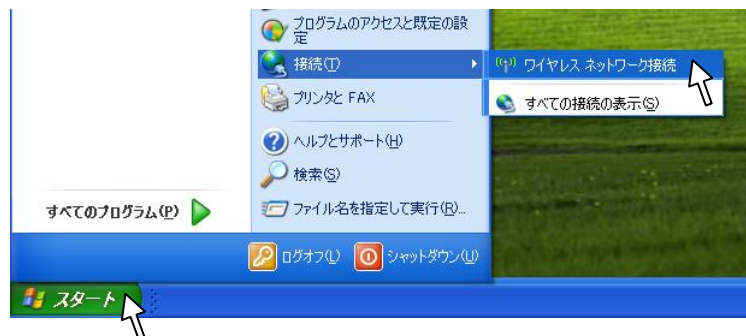 プログラムのアクセスと既定の設
定
接続(T)
ワイヤレス ネットワーク接続
プリンタと FAX
すべての接続の表示(S)
ヘルプとサポート(H)
検索(S)
すべてのプログラム(P)
ファイル名を指定して実行(R)...
ログオフ(L)
シャットダウン(U)
スタート